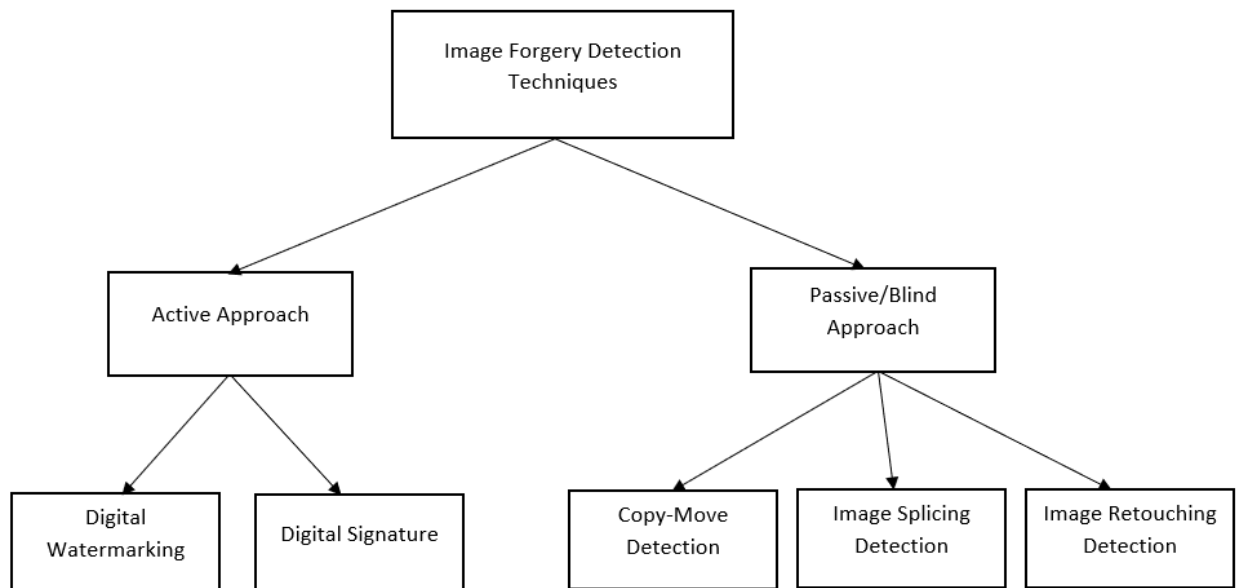 Image Forgery Detection
Techniques
Active Approach
Passive/Blind
Approach
Digital
Watermarking
Digital Signature
Copy-Move
Detection
Image Splicing
Detection
Image Retouching
Detection